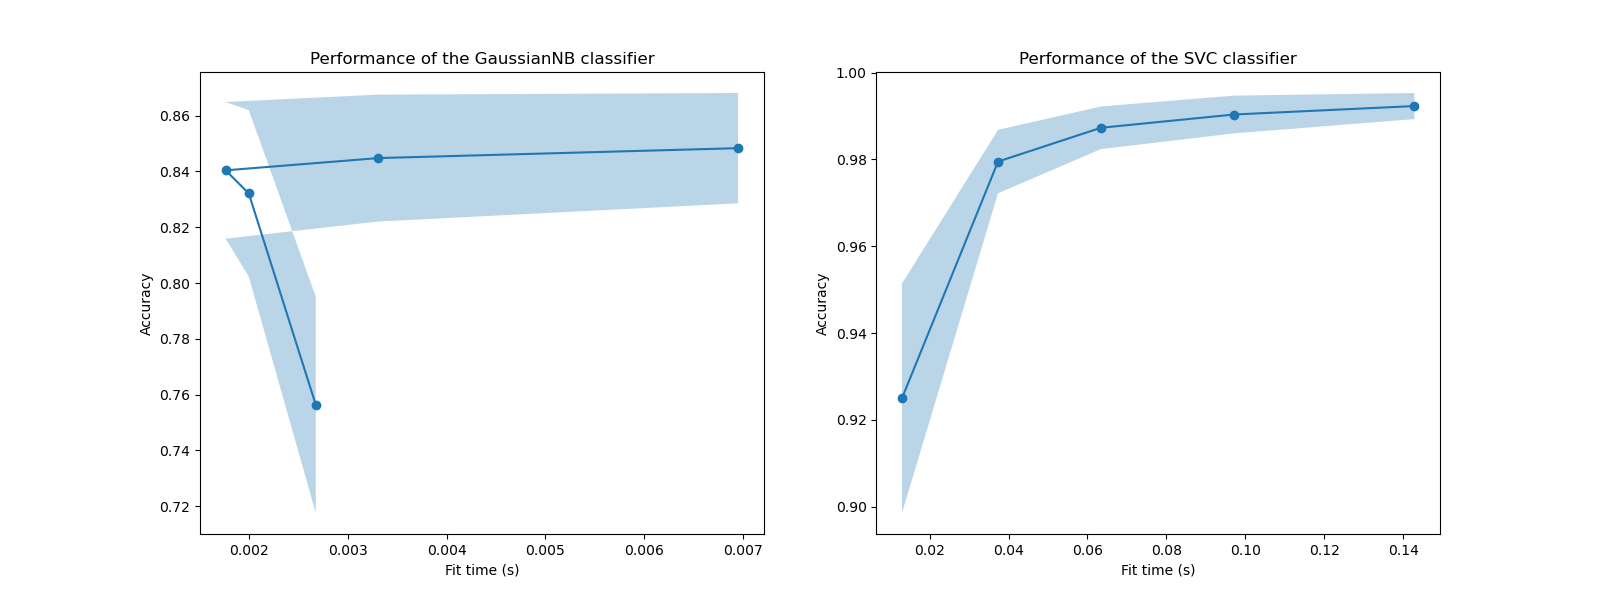 Performance of the GaussianNB classifier
Accuracy
0.86
0.84
0.82
0.80
0.78
0.76
0.74
0.72
0.002 0.003 0.004 0.005 0.006 0.007
Fit time (s)
Performance of the SVC classifier
Accuracy
1.00
0.98
0.96
0.94
0.92
0.90
0.02 0.04 0.06 0.08 0.10 0.12 0.14
Fit time (s)